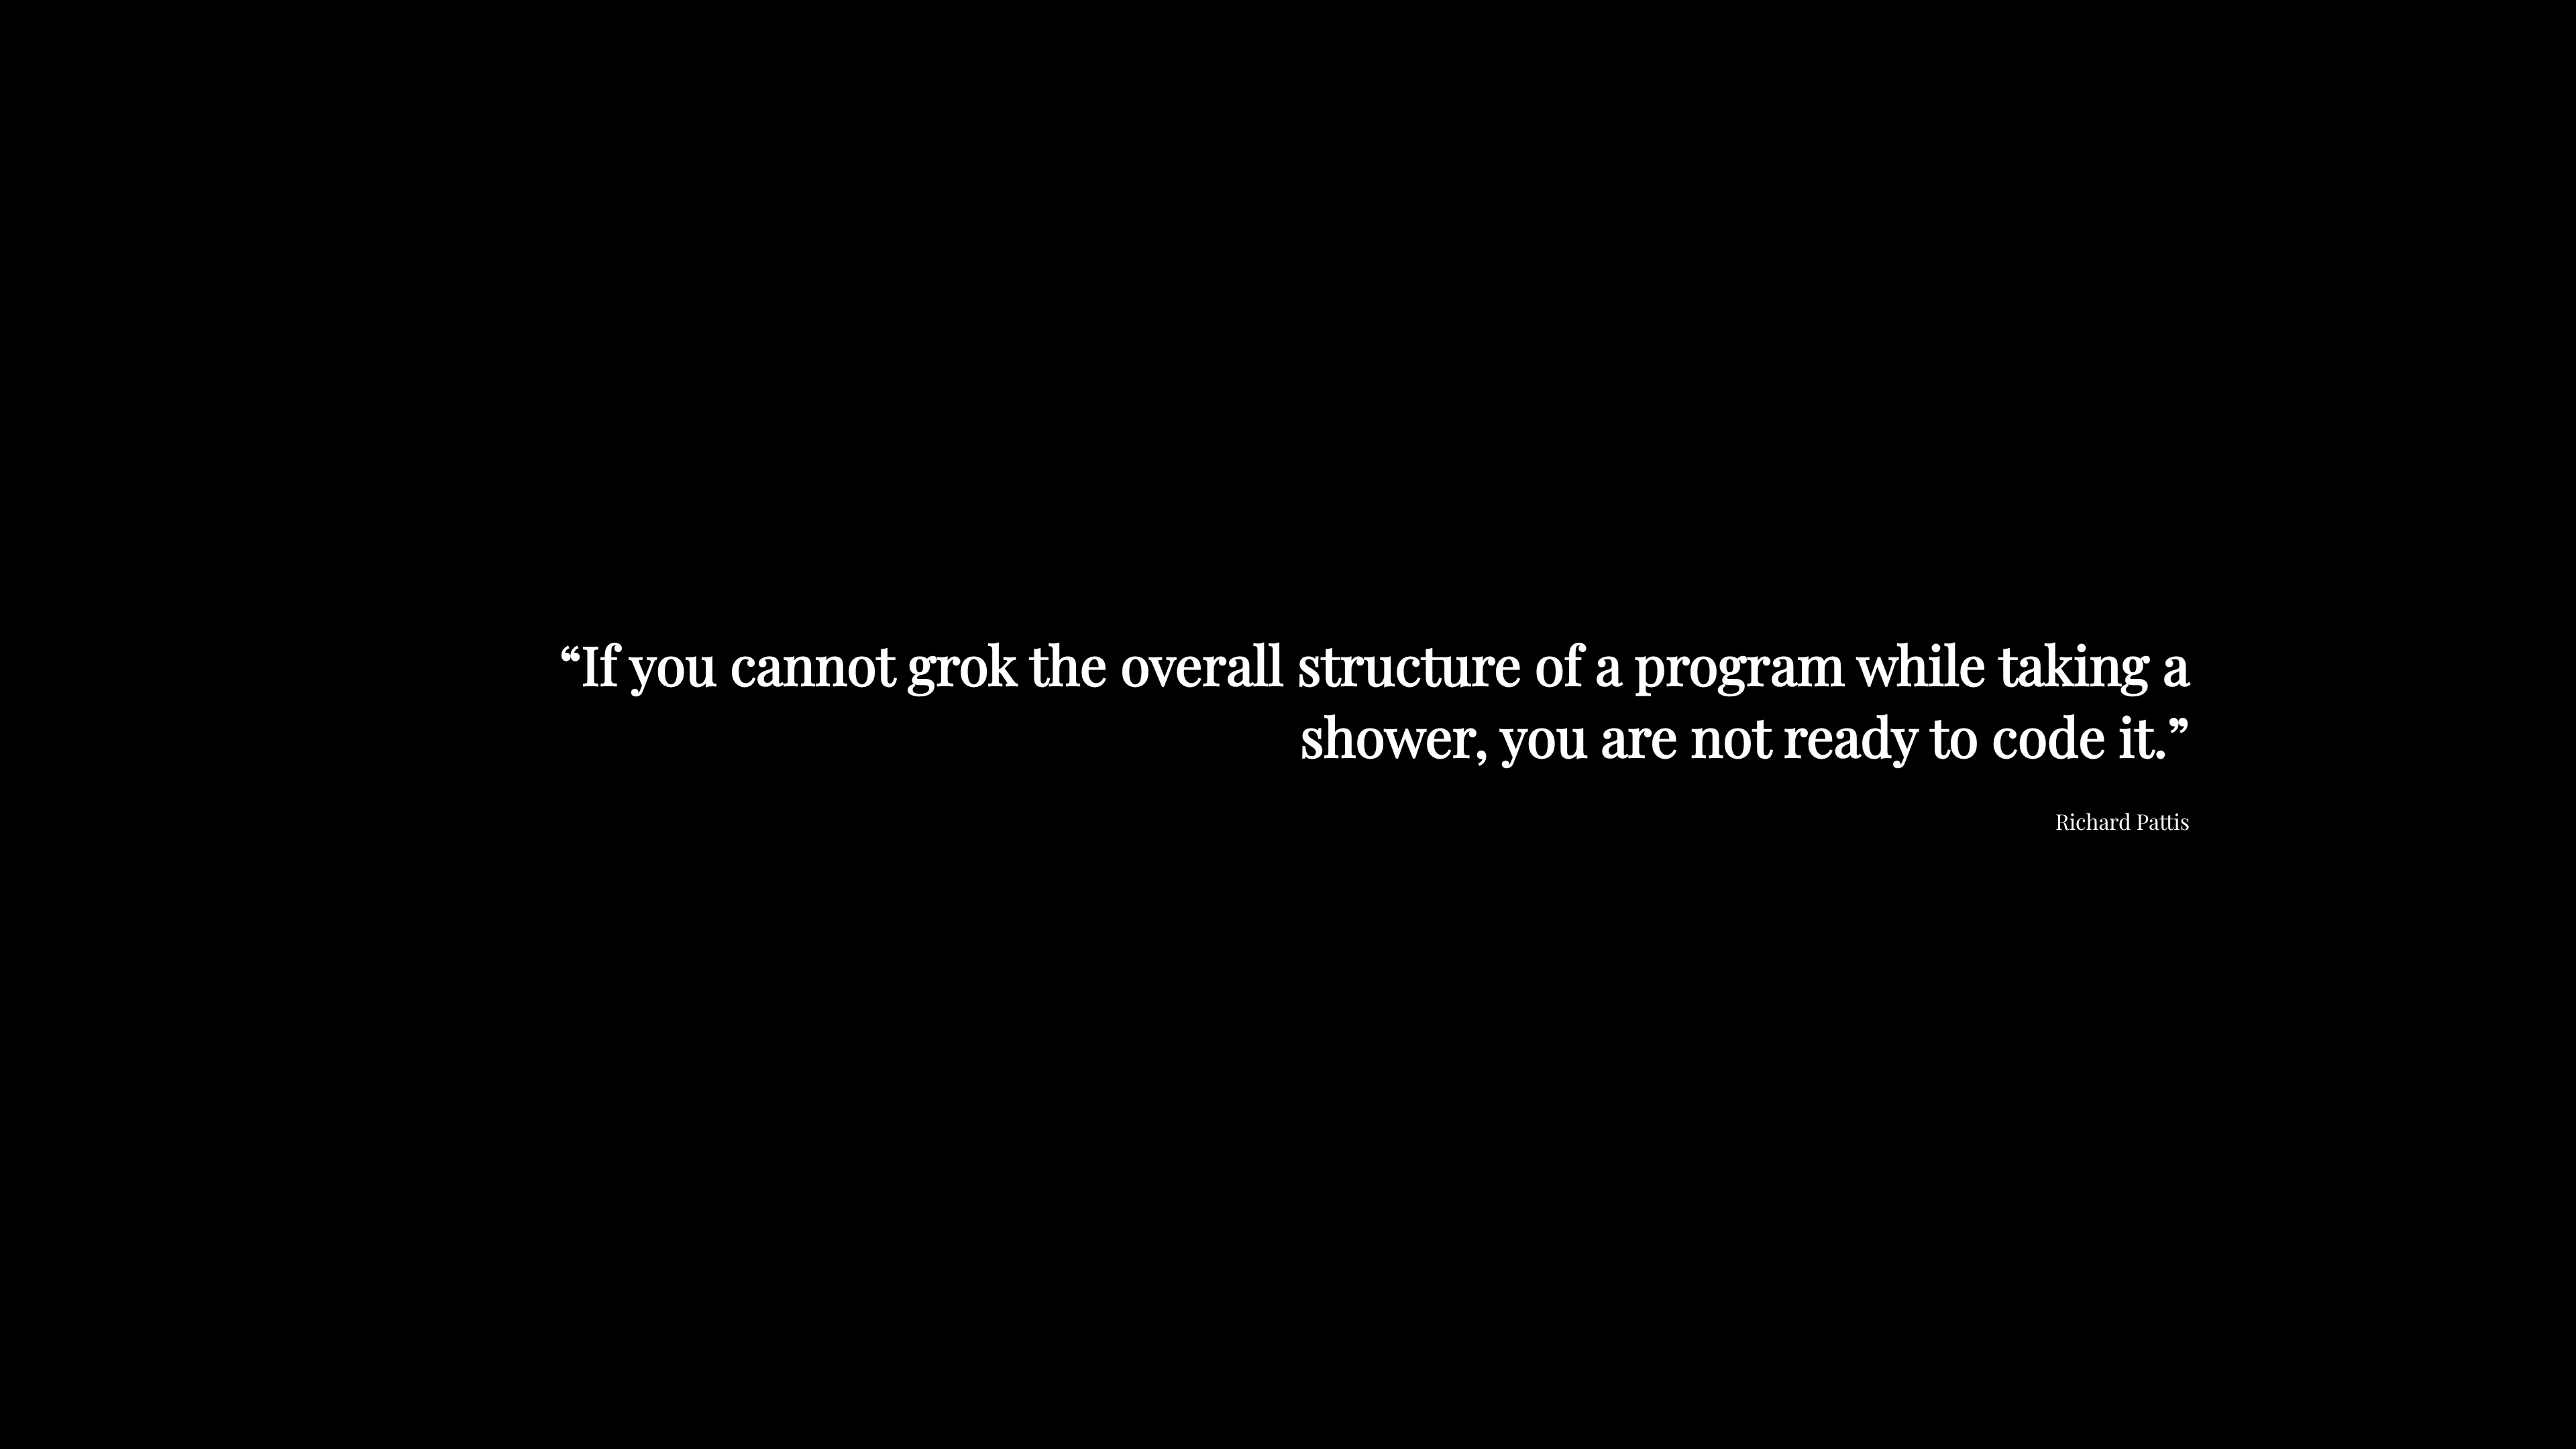 “If you cannot grok the overall structure of a program while taking a
shower, you are not ready to code it.”
Richard Pattis